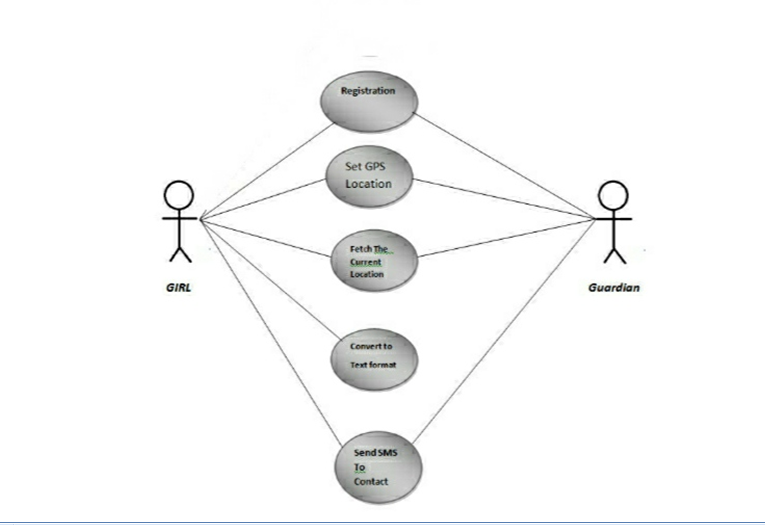 Registration
Set GPS
Location
Fetch The
Current
Location
GIRL
Guardian
Convert to
Text format
Send SMS
To
Contact